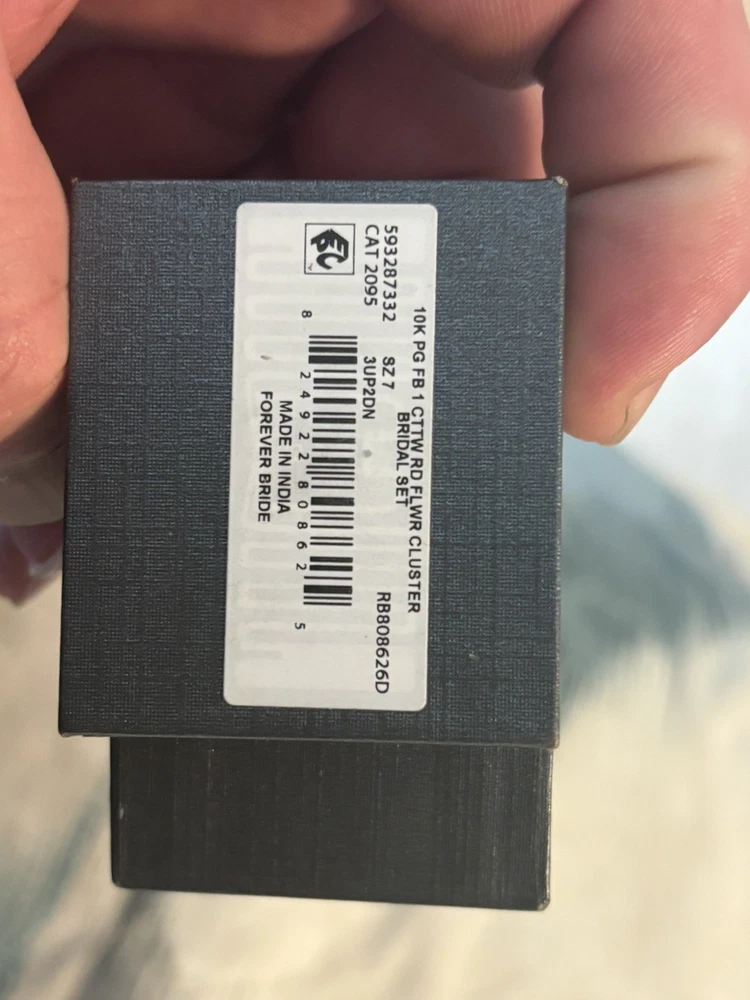 10K PG FB 1 CTTW RD FLWR CLUSTER
BRIDAL SET
593287332 SZ 7 RB808626D
CAT 2095 3UP2DN
8 24922 80862 5
MADE IN INDIA
FOREVER BRIDE